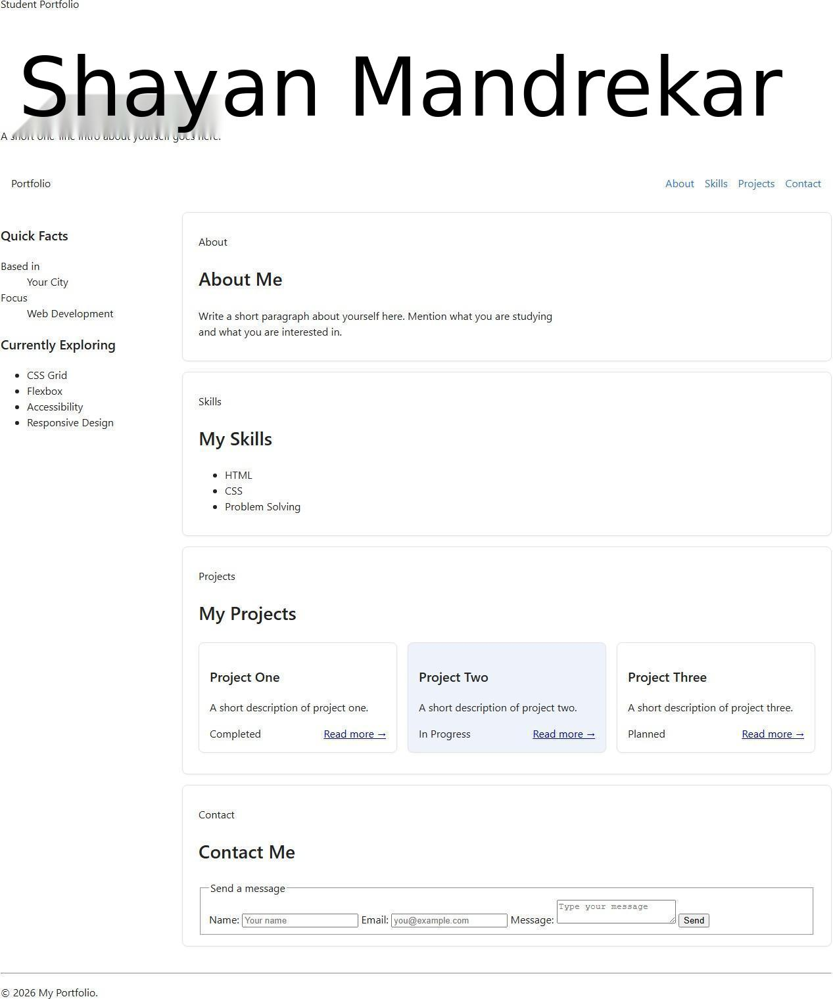 Student Portfolio
Shayan Mandrekar
A short one-line intro about yourself goes here.
Portfolio
About Skills Projects Contact
Quick Facts
Based in
Your City
Focus
Web Development
Currently Exploring
CSS Grid
Flexbox
Accessibility
Responsive Design
About
About Me
Write a short paragraph about yourself here. Mention what you are studying
and what you are interested in.
Skills
My Skills
HTML
CSS
Problem Solving
Projects
My Projects
Project One
A short description of project one.
Completed Read more →
Project Two
A short description of project two.
In Progress Read more →
Project Three
A short description of project three.
Planned Read more →
Contact
Contact Me
Send a message
Name: Your name Email: you@example.com Message: Type your message Send
© 2026 My Portfolio.